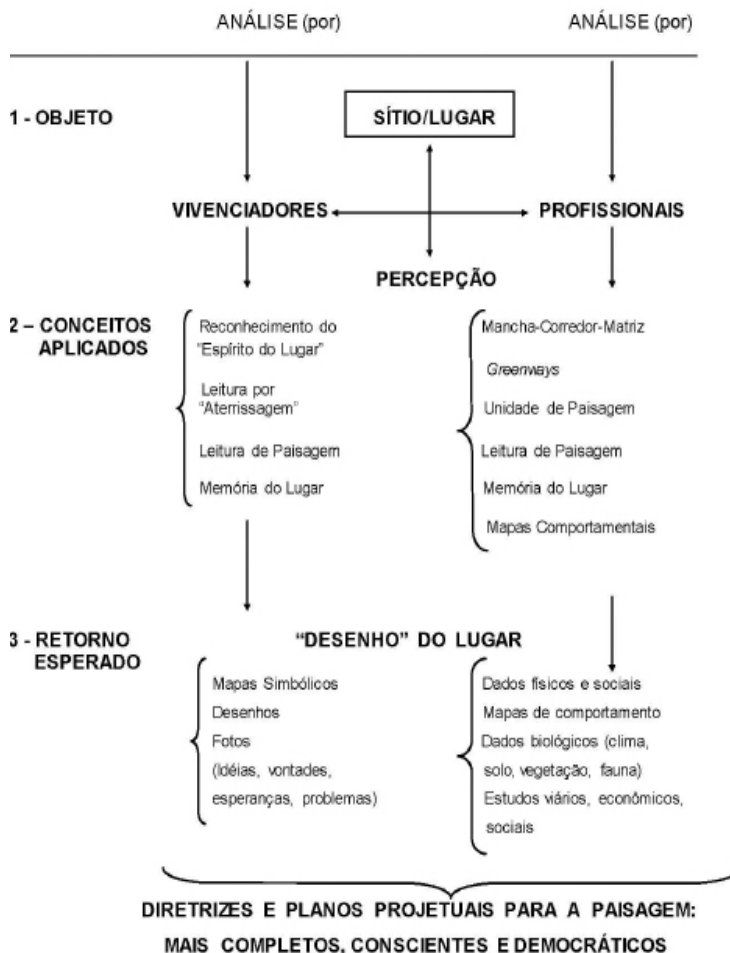 ANÁLISE (por) ANÁLISE (por)
1 - OBJETO SÍTIO/LUGAR
VIVENCIADORES PROFISSIONAIS
PERCEPÇÃO
2 – CONCEITOS
APLICADOS
Reconhecimento do
"Espírito do Lugar"
Leitura por
"Aterrissagem"
Leitura de Paisagem
Memória do Lugar
Mancha-Corredor-Matriz
Greenways
Unidade de Paisagem
Leitura de Paisagem
Memória do Lugar
Mapas Comportamentais
3 - RETORNO
ESPERADO
"DESENHO" DO LUGAR
Mapas Simbólicos
Desenhos
Fotos
(Idéias, vontades,
esperanças, problemas)
Dados físicos e sociais
Mapas de comportamento
Dados biológicos (clima,
solo, vegetação, fauna)
Estudos viários, econômicos,
sociais
DIRETRIZES E PLANOS PROJETUAIS PARA A PAISAGEM:
MAIS COMPLETOS, CONSCIENTES E DEMOCRÁTICOS